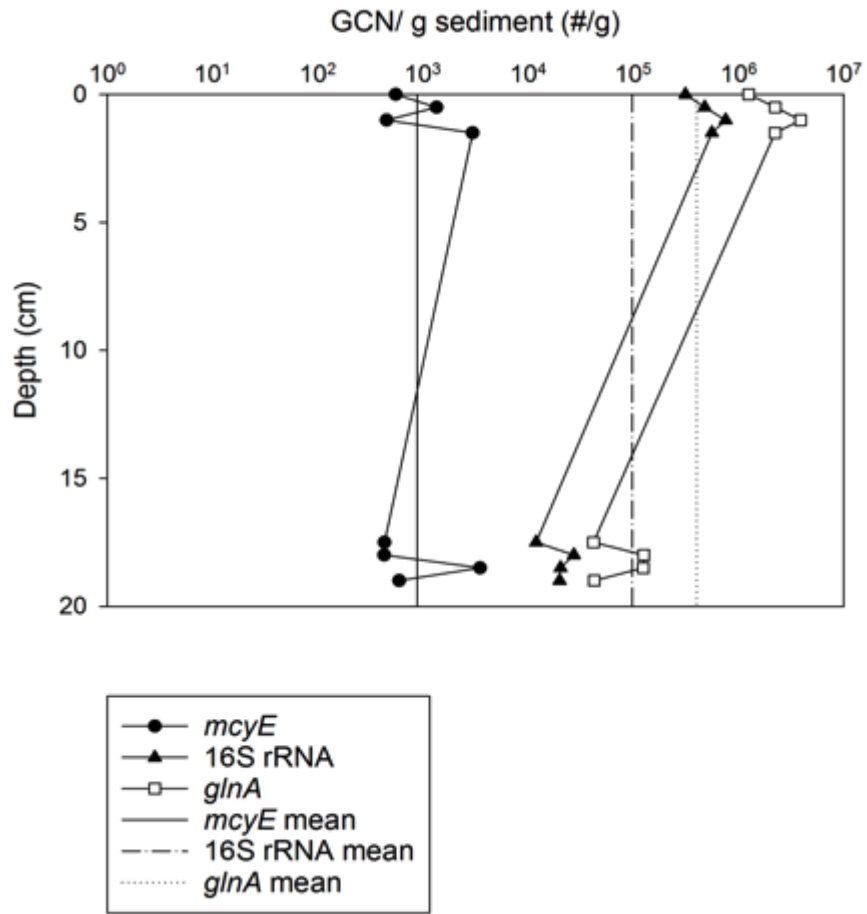 GCN/ g sediment (#/g)
10⁰ 10¹ 10² 10³ 10⁴ 10⁵ 10⁶ 10⁷
Depth (cm)
0
5
10
15
20
mcyE
16S rRNA
glnA
mcyE mean
16S rRNA mean
glnA mean